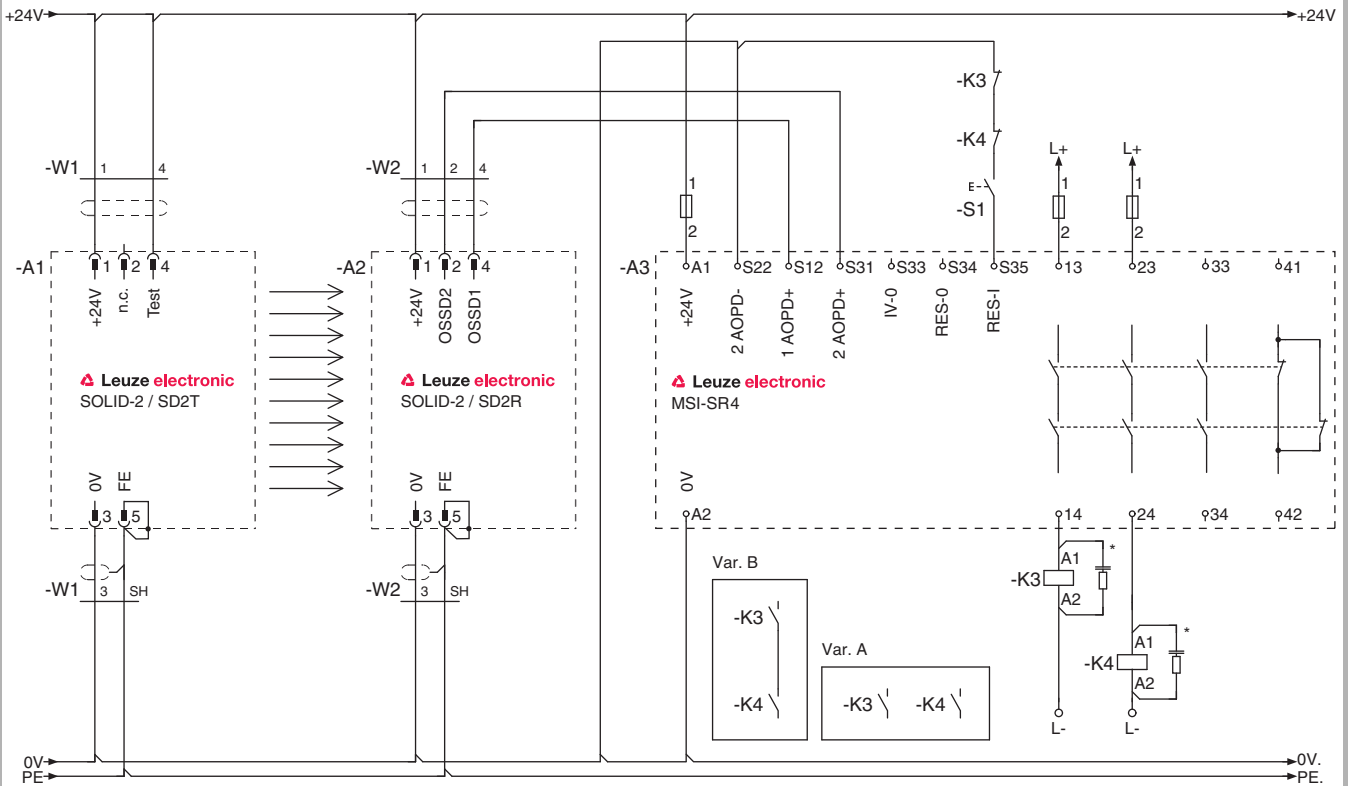 +24V +24V
-K3
-K4
L+ L+
-W1 1 4
-W2 1 2 4
E--
-S1
1
2
1
2
1
2
-A1 1 2 4
-A2 1 2 4
-A3 A1 S22 S12 S31 S33 S34 S35 13 23 33 41
+24V
n.c.
Test
+24V
OSSD2
OSSD1
+24V
2 AOPD-
1 AOPD+
2 AOPD+
IV-0
RES-0
RES-I
Leuze electronic
SOLID-2 / SD2T
Leuze electronic
SOLID-2 / SD2R
Leuze electronic
MSI-SR4
0V
FE
0V
FE
0V
3 5
3 5
A2 14 24 34 42
-W1 3 SH
-W2 3 SH
Var. B
-K3
-K4
Var. A
-K3 -K4
-K3 A1 A2 *
-K4 A1 A2 *
L- L-
0V 0V.
PE PE.